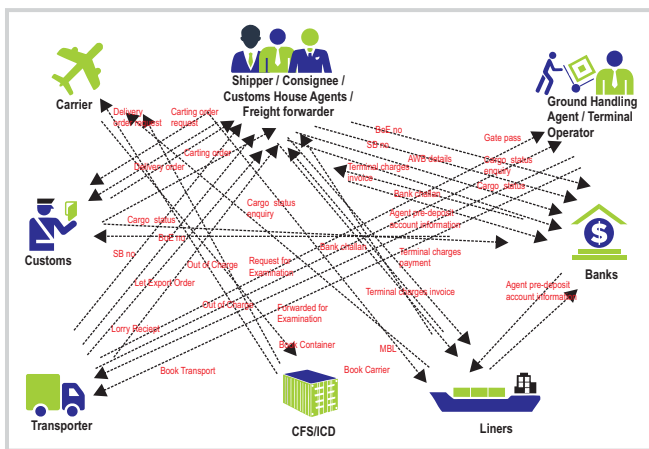 Carrier
Shipper / Consignee /
Customs House Agents /
Freight forwarder
Ground Handling
Agent / Terminal
Operator
Delivery
order request
Carting order
request
BoE no
SB no
Gate pass
Carting order
AWB details
Cargo status
enquiry
Delivery order
Terminal charges
Invoice
Cargo status
Bank challan
Cargo status
enquiry
Cargo status
Agent pre-deposit
account information
BoE no
Bank challan
Customs
SB no
Out of Charge
Request for
Examination
Terminal charges
payment
Banks
Let Export Order
Terminal charges invoice
Agent pre-deposit
account information
Out of Charge
Forwarded for
Examination
Lorry Reciest
Book Container
MBL
Book Transport
Book Carrier
Transporter
CFS/ICD
Liners